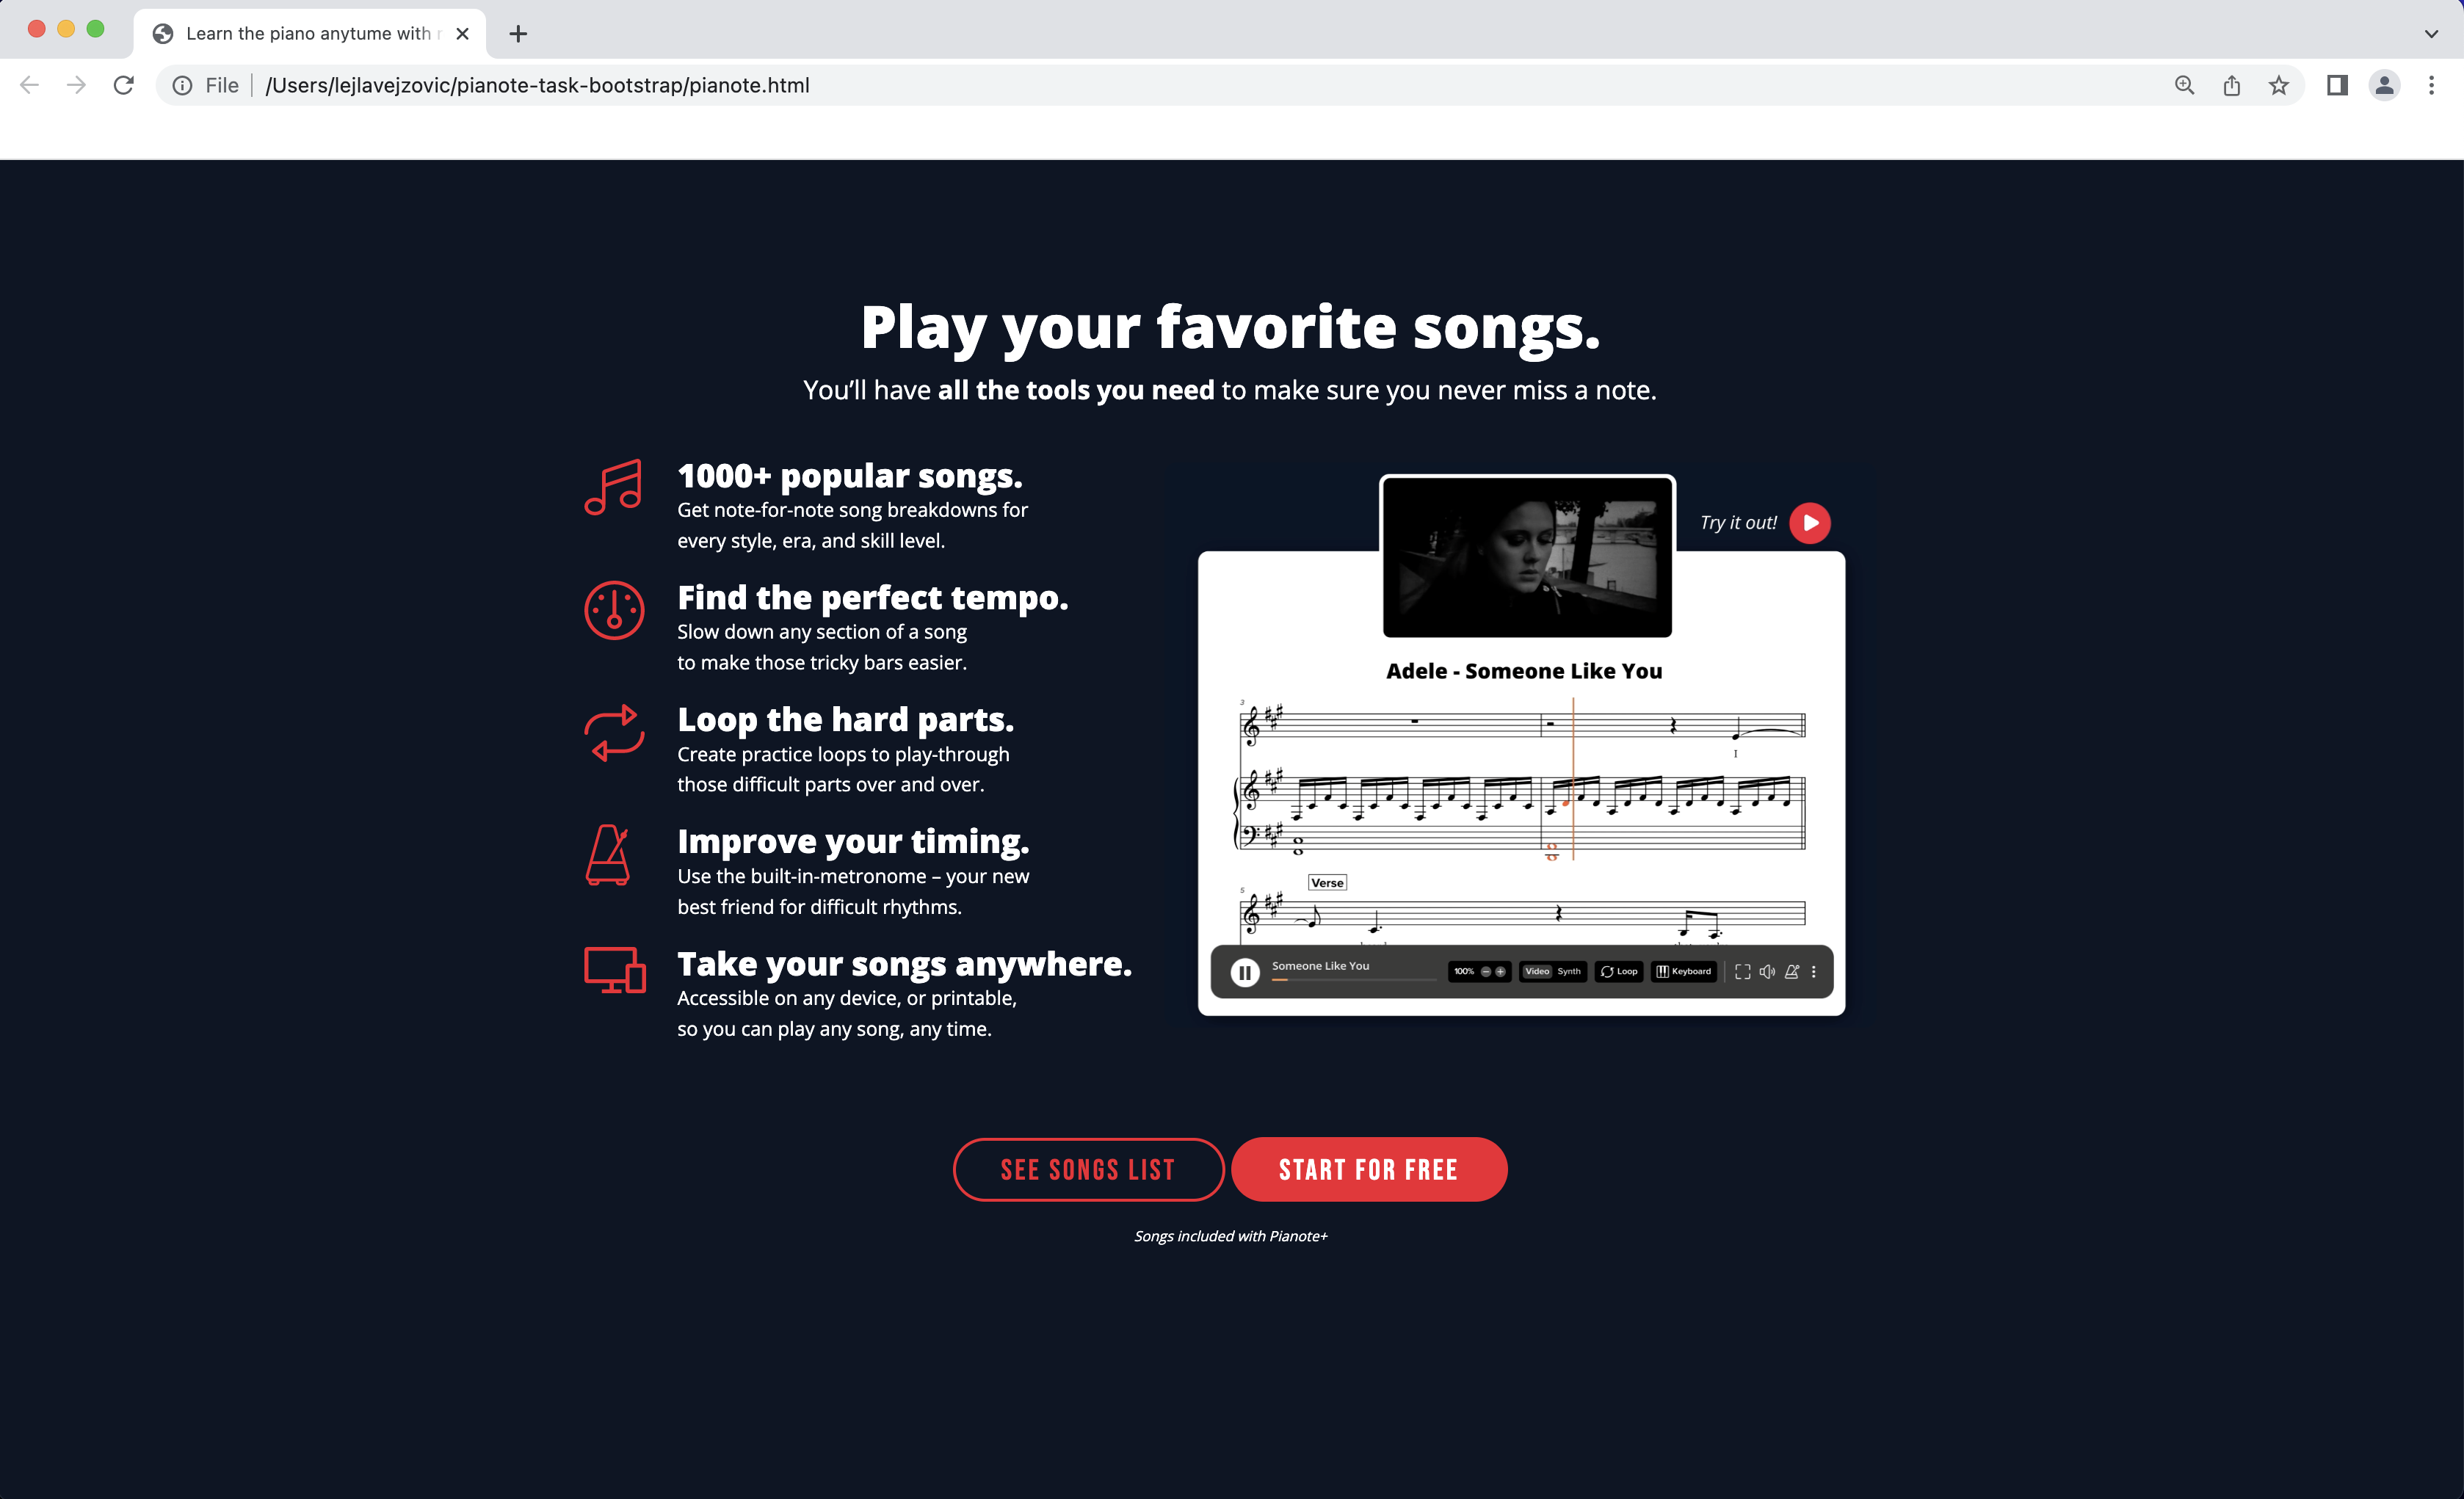 Learn the piano anytume with
File
/Users/lejlavejzovic/pianote-task-bootstrap/pianote.html
Play your favorite songs.
You’ll have all the tools you need to make sure you never miss a note.
1000+ popular songs.
Get note-for-note song breakdowns for
every style, era, and skill level.
Find the perfect tempo.
Slow down any section of a song
to make those tricky bars easier.
Loop the hard parts.
Create practice loops to play-through
those difficult parts over and over.
Improve your timing.
Use the built-in-metronome – your new
best friend for difficult rhythms.
Take your songs anywhere.
Accessible on any device, or printable,
so you can play any song, any time.
Try it out!
Adele - Someone Like You
3
I
5
Verse
Someone Like You
100%
Video Synth
Loop
Keyboard
SEE SONGS LIST
START FOR FREE
Songs included with Pianote+